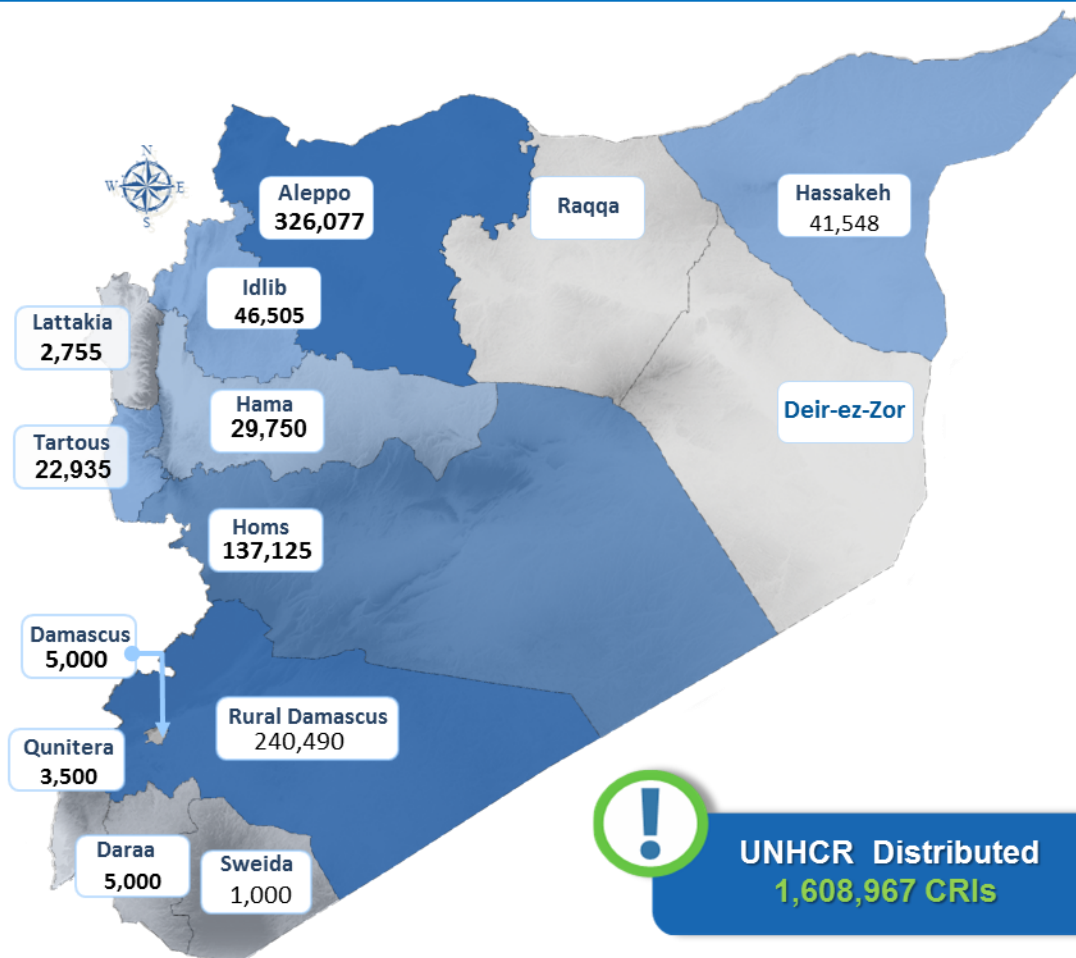 N
W E
S
Aleppo
326,077
Raqqa
Hassakeh
41,548
Idlib
46,505
Lattakia
2,755
Hama
29,750
Deir-ez-Zor
Tartous
22,935
Homs
137,125
Damascus
5,000
Rural Damascus
240,490
Qunitera
3,500
Daraa
5,000
Sweida
1,000
!
UNHCR Distributed
1,608,967 CRIs